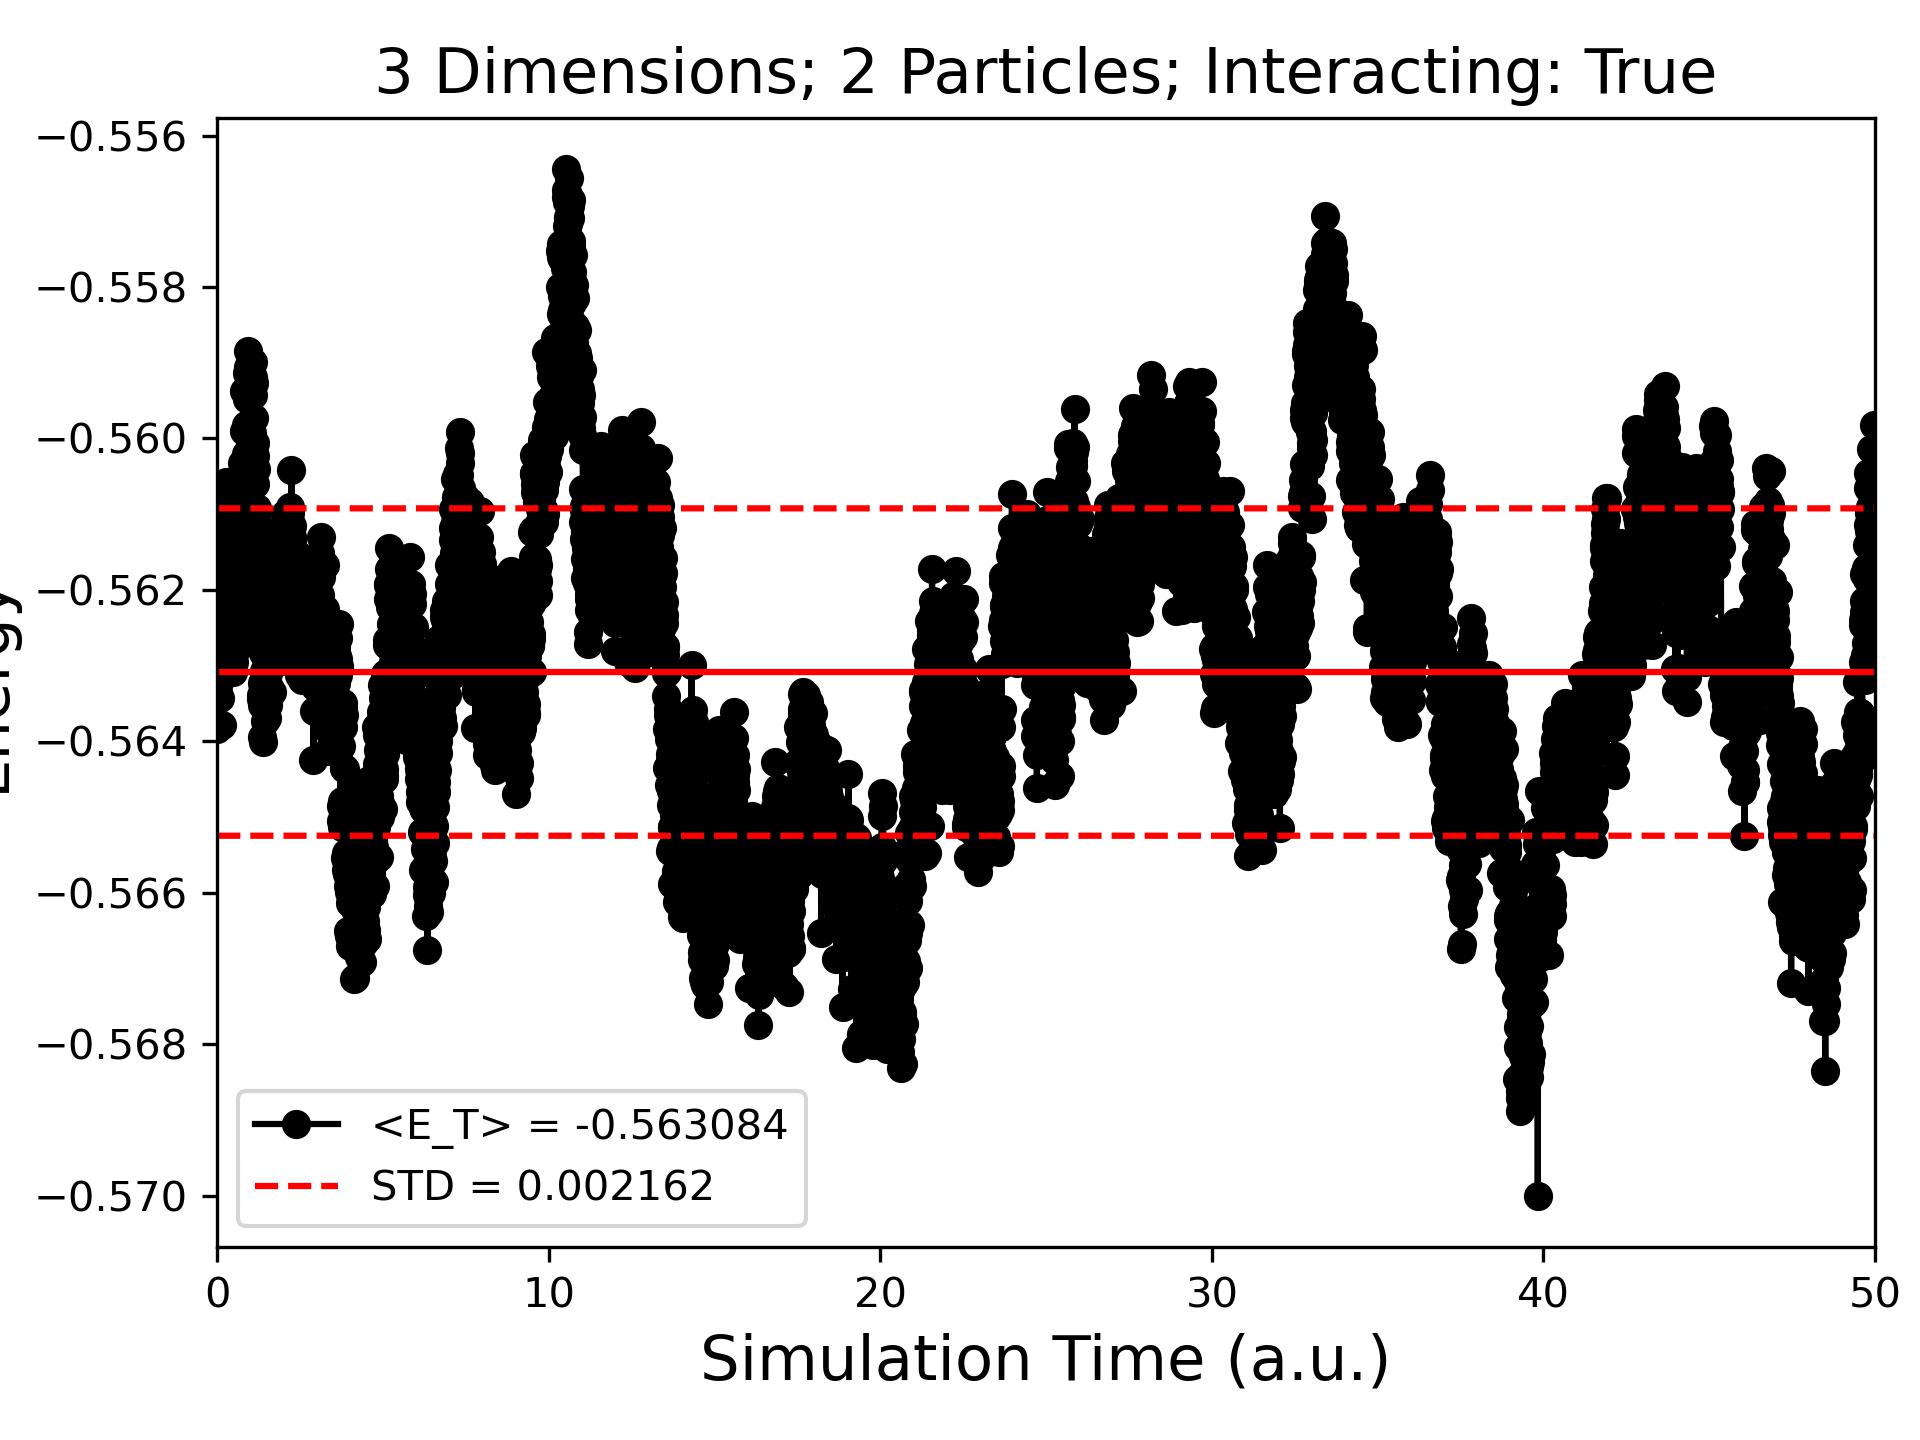 3 Dimensions; 2 Particles; Interacting: True
−0.556
−0.558
−0.560
−0.562
−0.564
−0.566
−0.568
−0.570
Energy
<E_T> = -0.563084
STD = 0.002162
0 10 20 30 40 50
Simulation Time (a.u.)